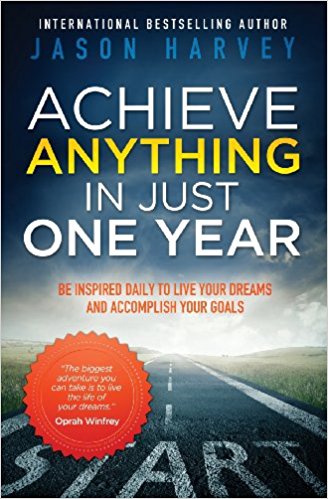 INTERNATIONAL BESTSELLING AUTHOR
JASON HARVEY
ACHIEVE
ANYTHING
IN JUST
ONE YEAR
BE INSPIRED DAILY TO LIVE YOUR DREAMS
AND ACCOMPLISH YOUR GOALS
"The biggest
adventure you
can take is to live
the life of
your dreams."
Oprah Winfrey
START